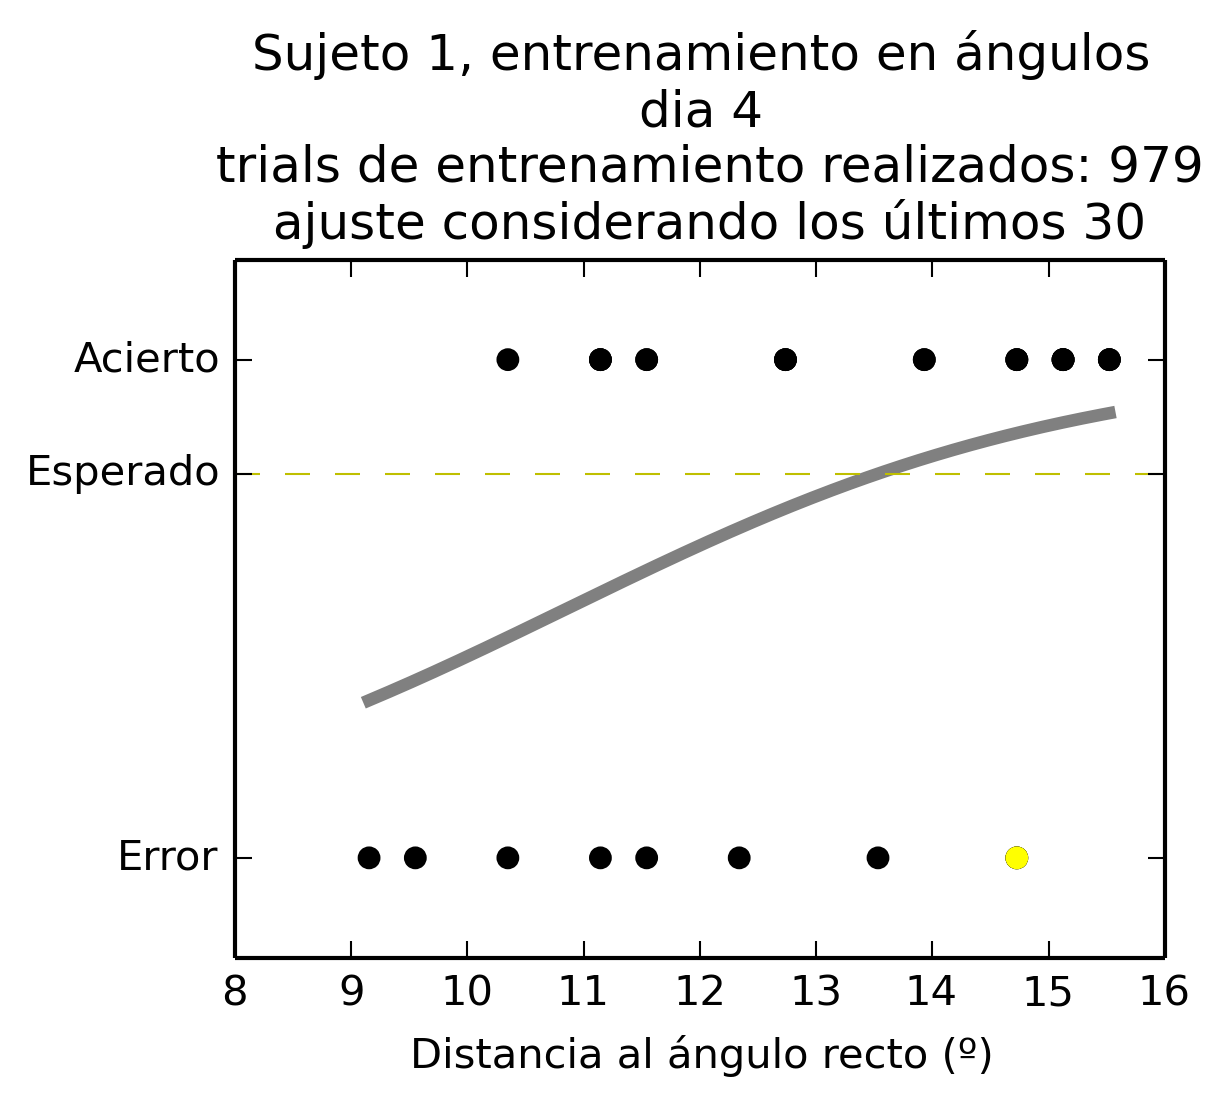 Sujeto 1, entrenamiento en ángulos
dia 4
trials de entrenamiento realizados: 979
ajuste considerando los últimos 30
Acierto
Esperado
Error
8 9 10 11 12 13 14 15 16
Distancia al ángulo recto (º)